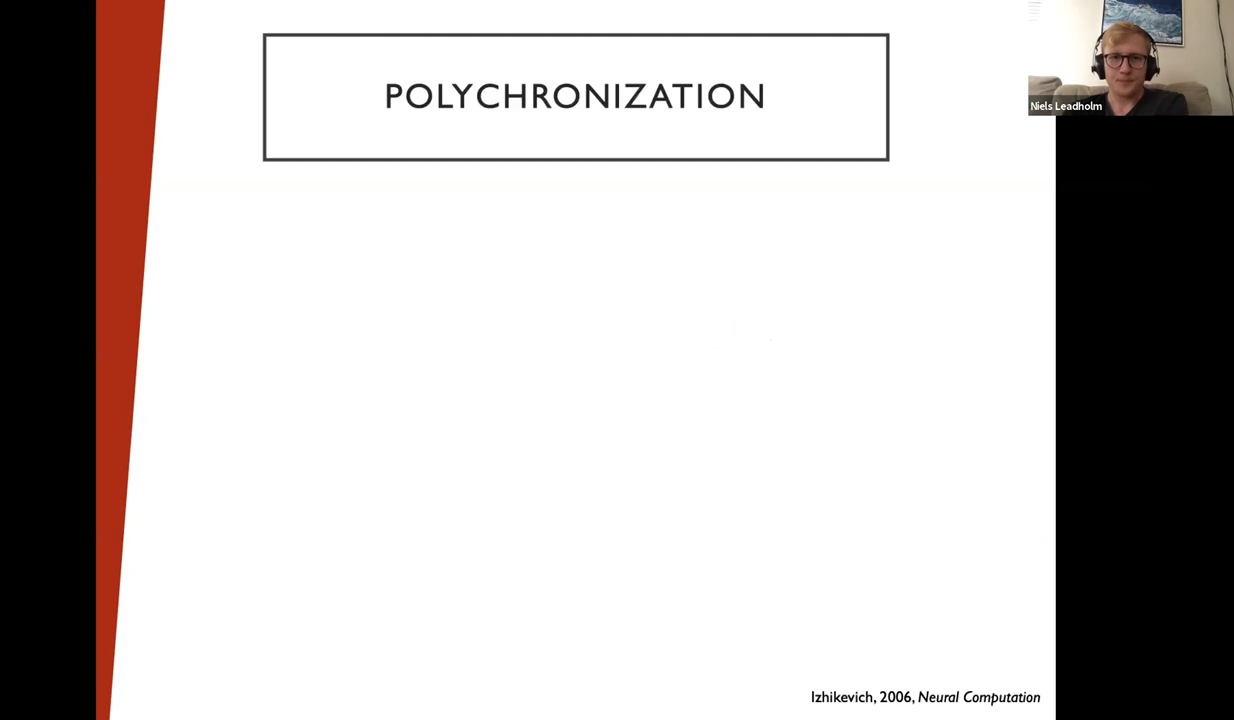 POLYCHRONIZATION
Niels Leadholm
Izhikevich, 2006, Neural Computation